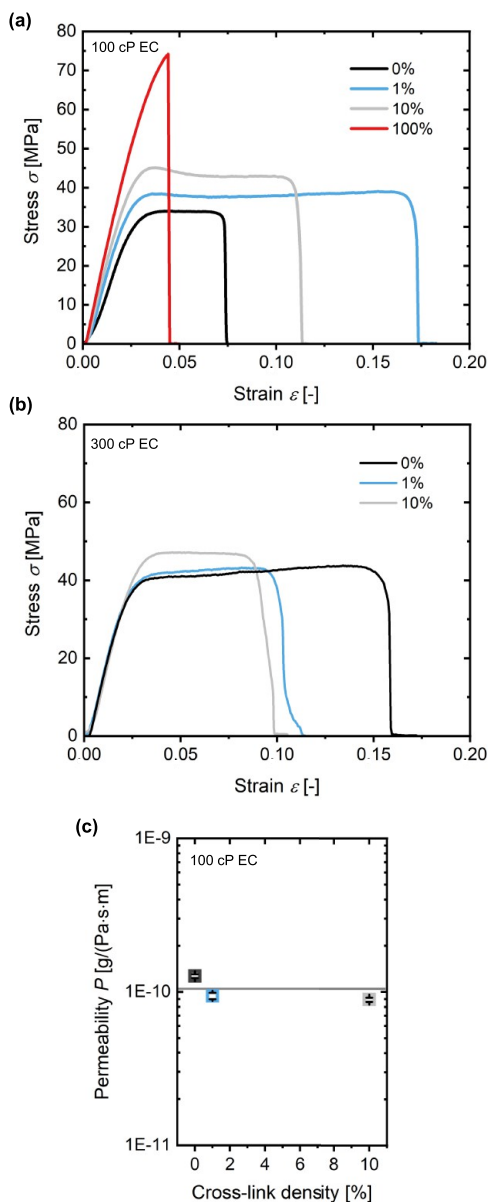 (a)
100 cP EC
0%
1%
10%
100%
80
70
60
50
40
30
20
10
0
Stress σ [MPa]
0.00 0.05 0.10 0.15 0.20
Strain ε [-]
(b)
300 cP EC
0%
1%
10%
80
60
40
20
0
Stress σ [MPa]
0.00 0.05 0.10 0.15 0.20
Strain ε [-]
(c)
100 cP EC
1E-9
1E-10
1E-11
Permeability P [g/(Pa·s·m)
0 2 4 6 8 10
Cross-link density [%]